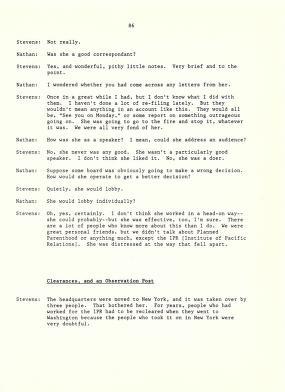 86
Stevens: Not really.
Nathan: Was she a good correspondent?
Stevens: Yes, and wonderful, pithy little notes. Very brief and to the
point.
Nathan: I wondered whether you had come across any letters from her.
Stevens: Once in a great while I had, but I don't know what I did with
them. I haven't done a lot of re-filing lately. But they
wouldn't mean anything in an account like this. They would all
be, "See you on Monday," or some report on something outrageous
going on. She was going to go to the fire and stop it, whatever
it was. We were all very fond of her.
Nathan: How was she as a speaker? I mean, could she address an audience?
Stevens: No, she never was any good. She wasn't a particularly good
speaker. I don't think she liked it. No, she was a doer.
Nathan: Suppose some board was obviously going to make a wrong decision.
How would she operate to get a better decision?
Stevens: Quietly, she would lobby.
Nathan: She would lobby individually?
Stevens: Oh, yes, certainly. I don't think she worked in a head-on way--
she could probably--but she was effective, too, I'm sure. There
are a lot of people who know more about this than I do. We were
great personal friends, but we didn't talk about Planned
Parenthood or anything much, except the IPR [Institute of Pacific
Relations]. She was distressed at the way that fell apart.
Clearances, and an Observation Post
Stevens: The headquarters were moved to New York, and it was taken over by
three people. That bothered her. For years, people who had
worked for the IPR had to be recleared when they went to
Washington because the people who took it on in New York were
very doubtful.